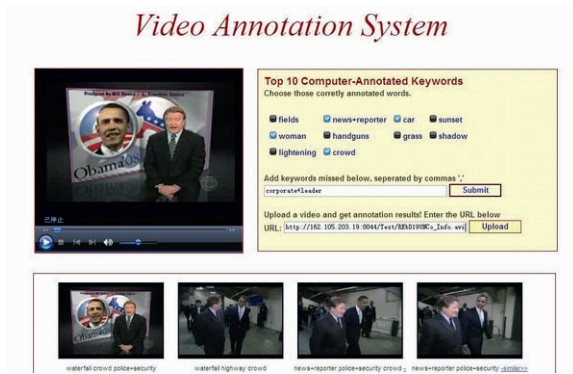 Video Annotation System
Top 10 Computer-Annotated Keywords
Choose those corretly annotated words.
fields news+reporter car sunset
woman handguns grass shadow
lightening crowd
Obama'08
Add keywords missed below, seperated by commas ','
corporate+leader Submit
已停止
Upload a video and get annotation results! Enter the URL below
URL: Upload
waterfall crowd police+security
waterfall highway crowd
news+reporter police+security crowd
news+reporter police+security -similar>>